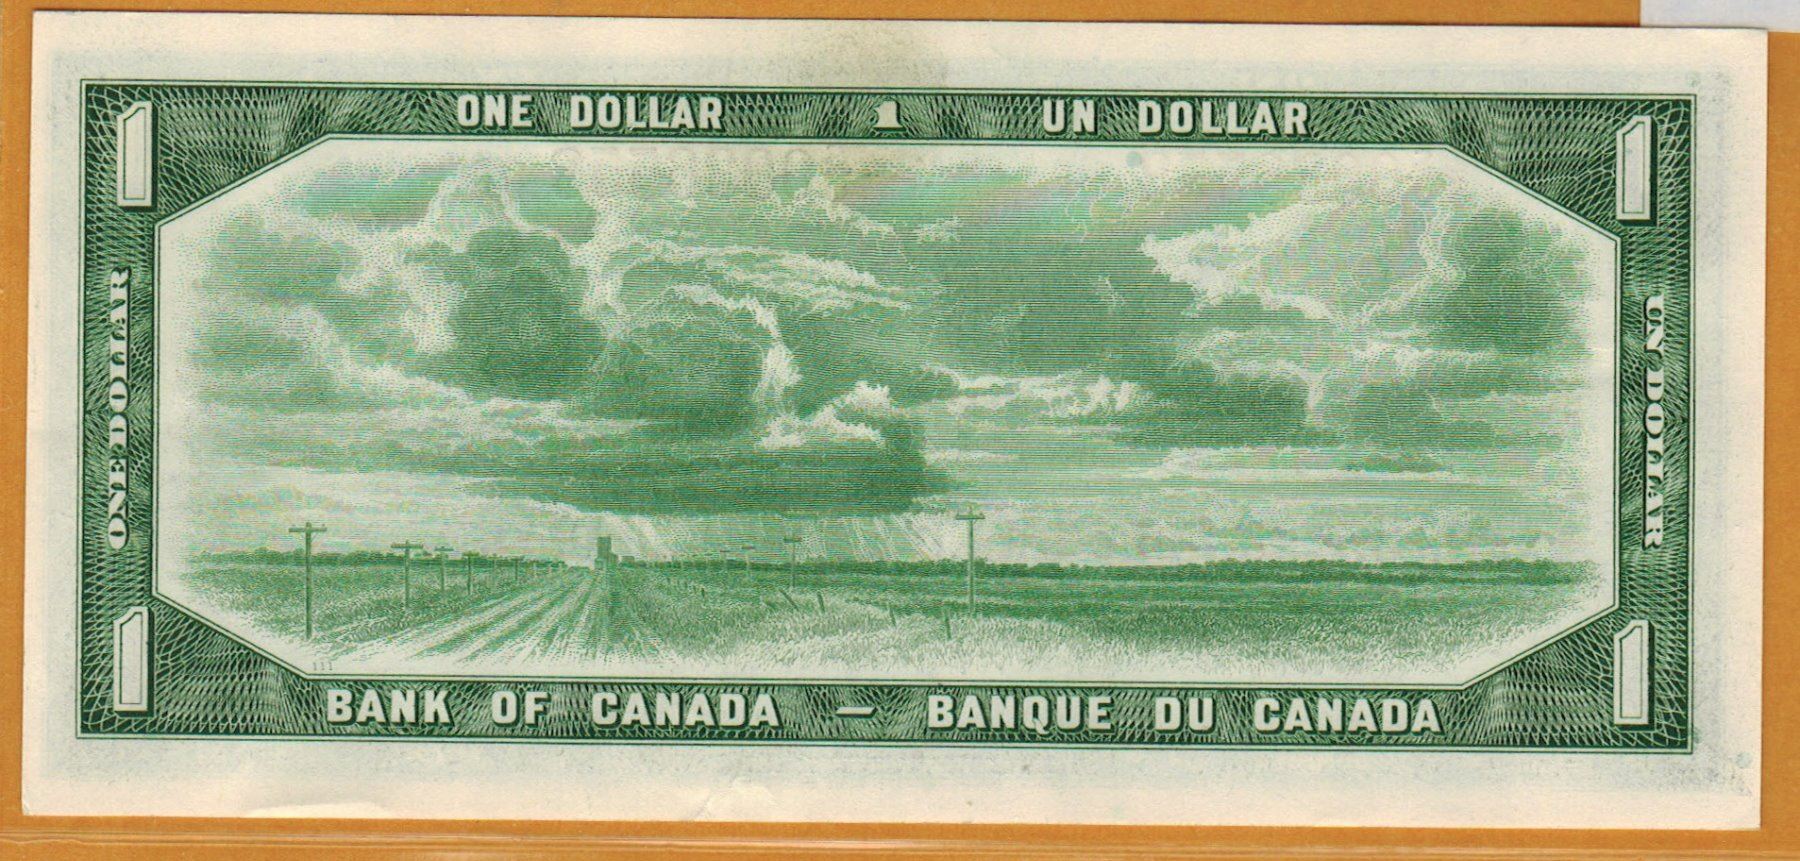 ONE DOLLAR 1 UN DOLLAR
1
1
ONE DOLLAR
UN DOLLAR
1
1
111
BANK OF CANADA – BANQUE DU CANADA